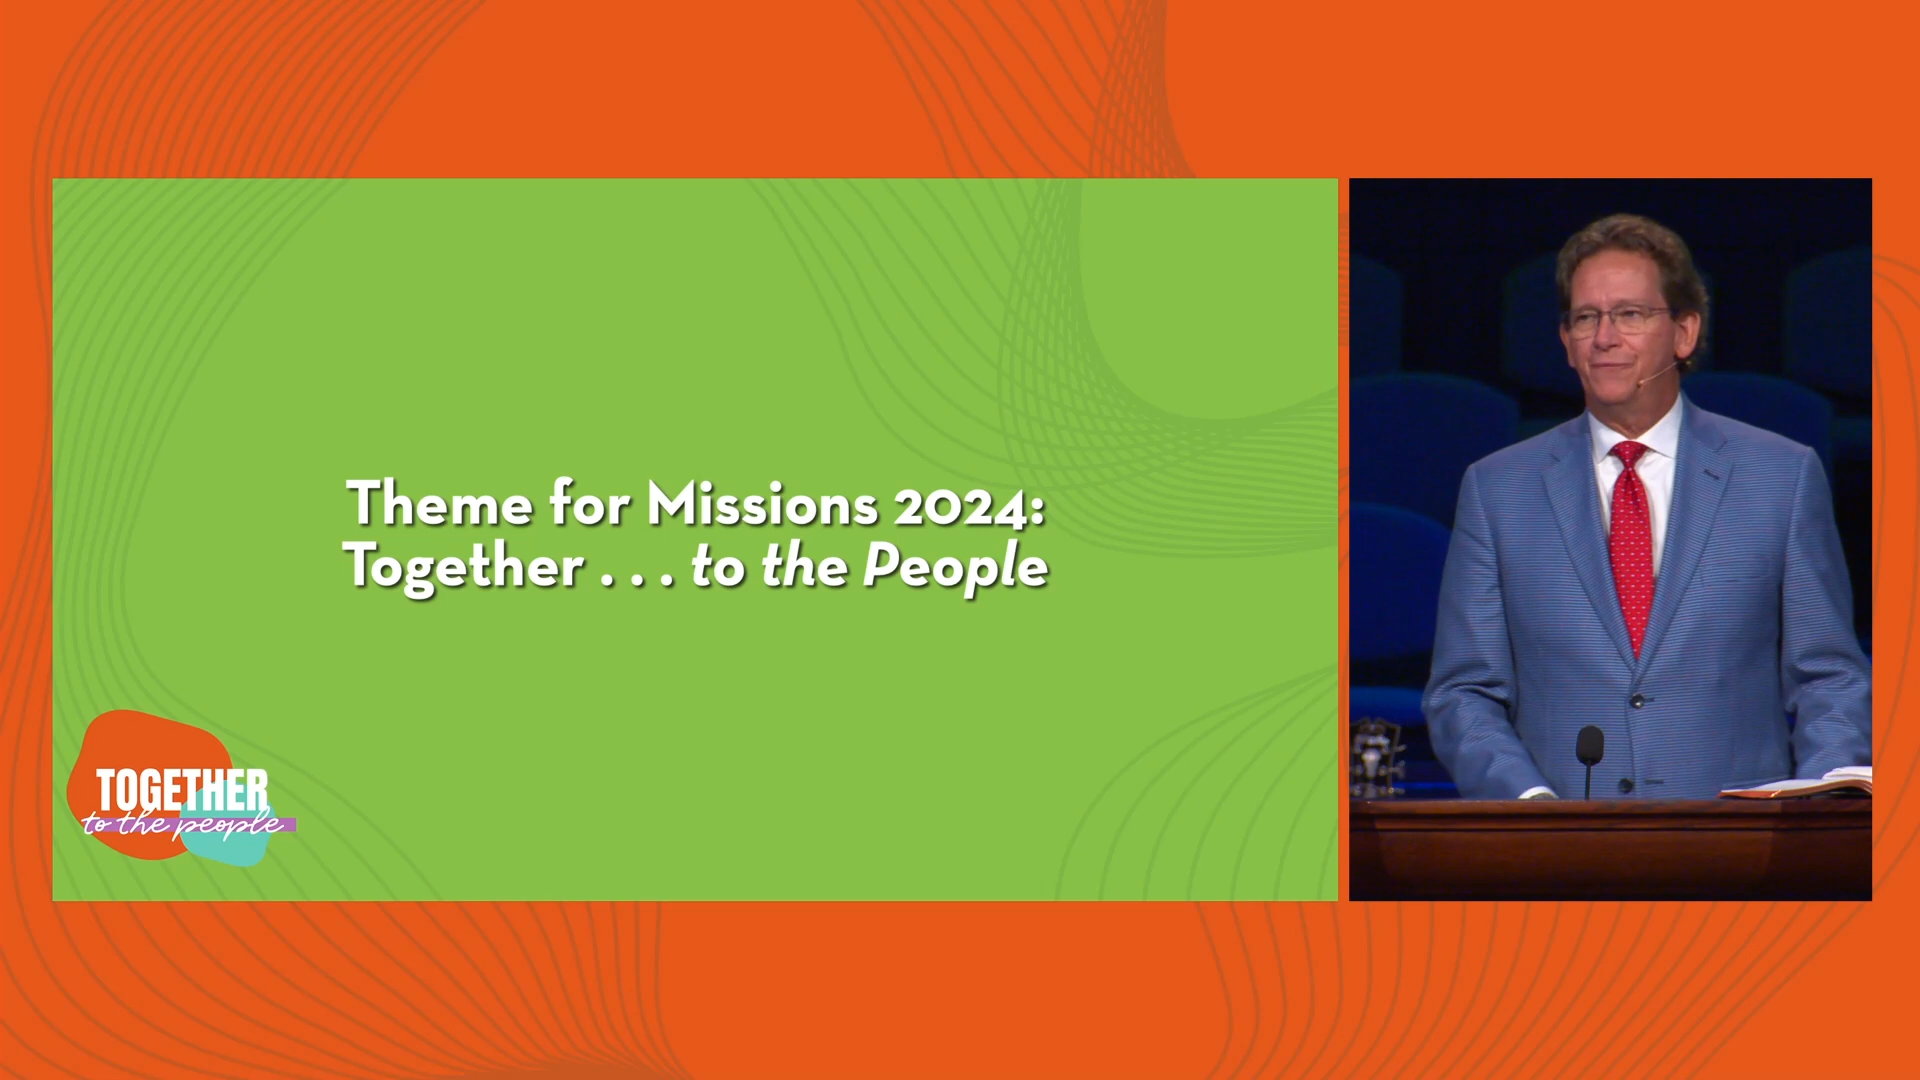 Theme for Missions 2024:
Together . . . to the People
TOGETHER
to the people